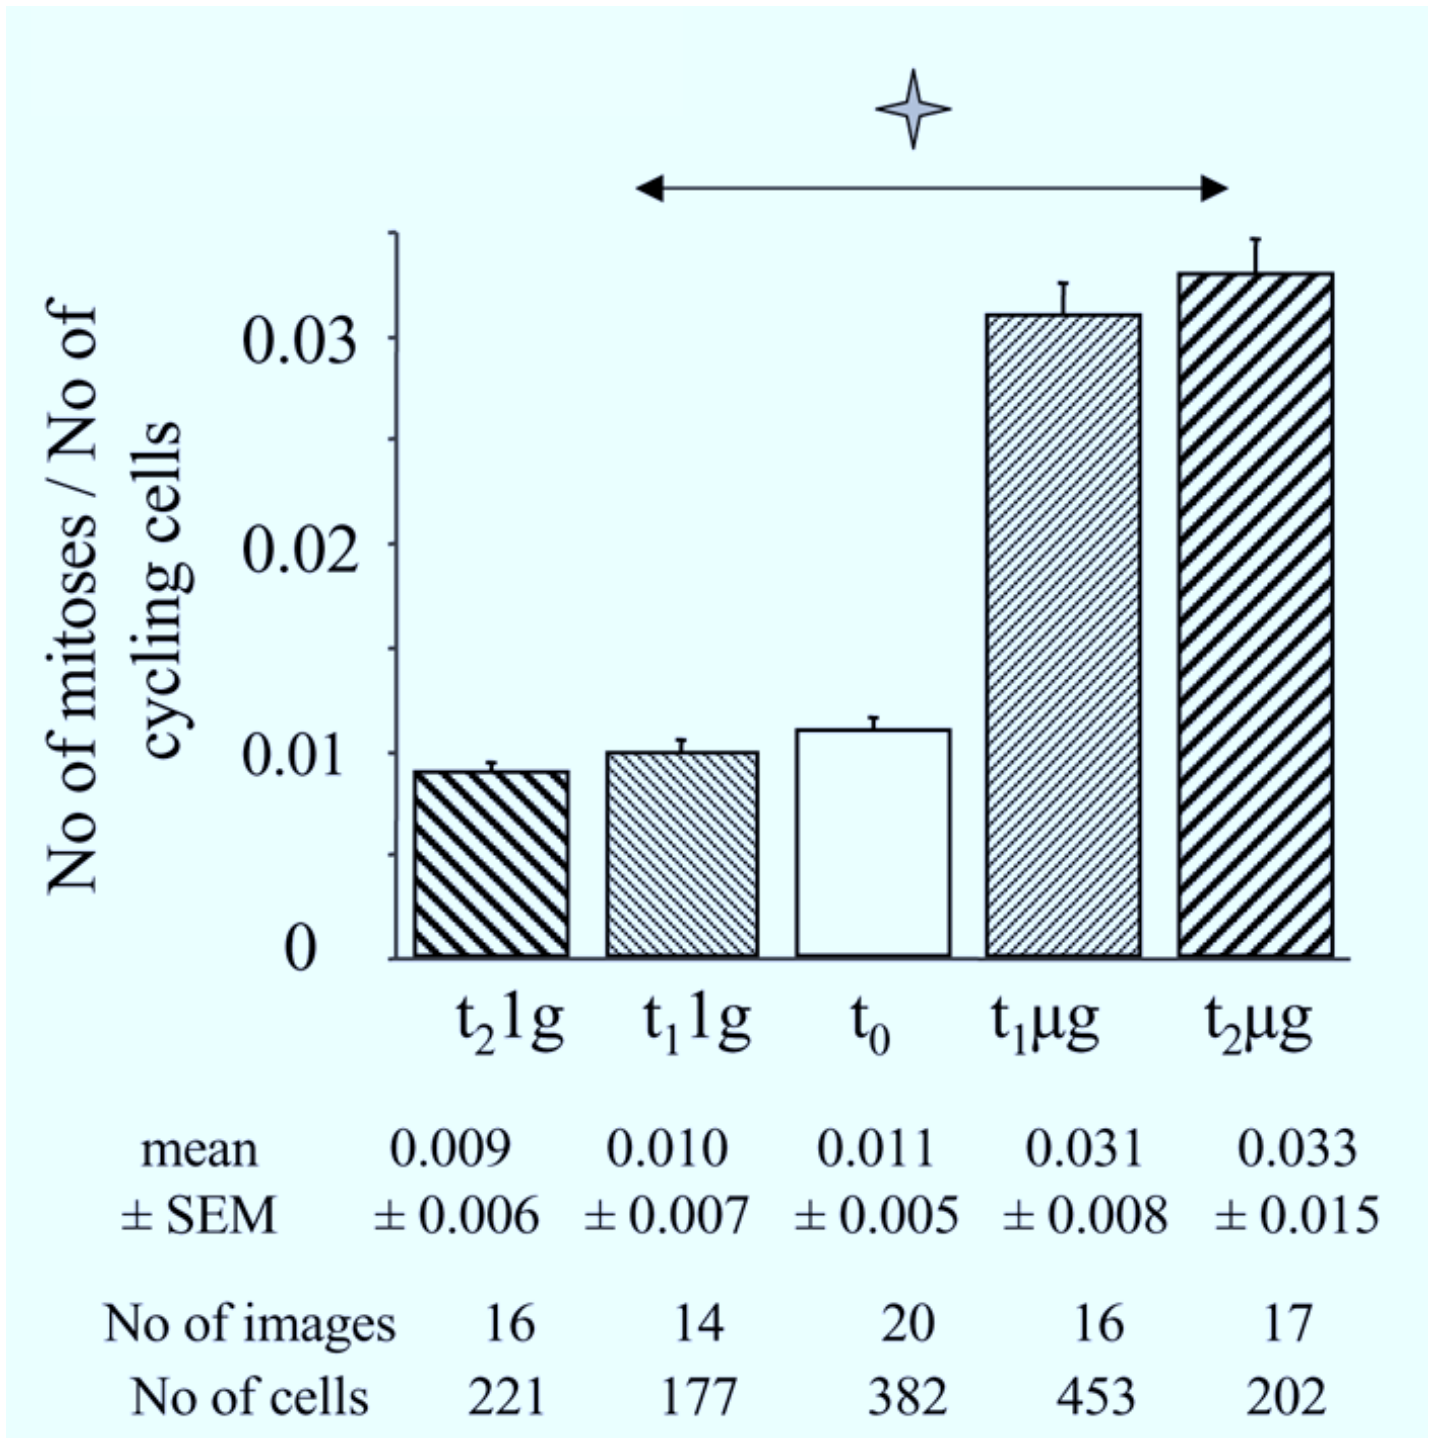 No of mitoses / No of
cycling cells
0.03
0.02
0.01
0
t₂1g t₁1g t₀ t₁μg t₂μg
mean 0.009 0.010 0.011 0.031 0.033
± SEM ± 0.006 ± 0.007 ± 0.005 ± 0.008 ± 0.015
No of images 16 14 20 16 17
No of cells 221 177 382 453 202